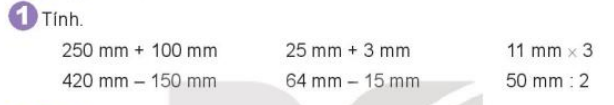 1 Tính.
250 mm + 100 mm 25 mm + 3 mm 11 mm × 3
420 mm – 150 mm 64 mm – 15 mm 50 mm : 2